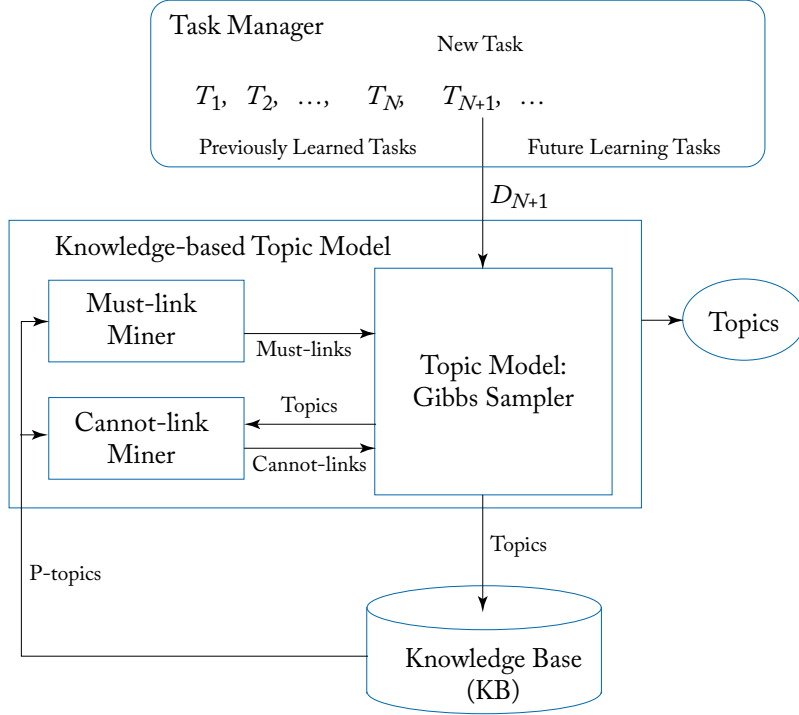 Task Manager
New Task
T1, T2, ..., TN, TN+1, ...
Previously Learned Tasks
Future Learning Tasks
DN+1
Knowledge-based Topic Model
Must-link
Miner
Must-links
Topic Model:
Gibbs Sampler
Topics
Cannot-link
Miner
Topics
Cannot-links
Topics
P-topics
Knowledge Base
(KB)